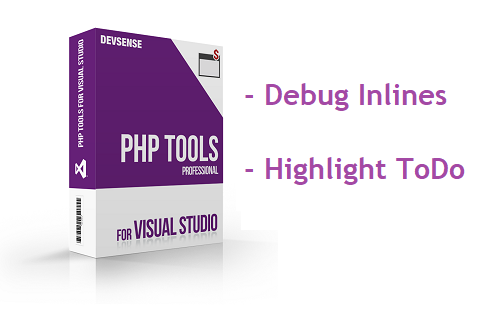 DEVSENSE
S
PHP TOOLS FOR VISUAL STUDIO
PHP TOOLS
PROFESSIONAL
FOR VISUAL STUDIO
- Debug Inlines
- Highlight ToDo